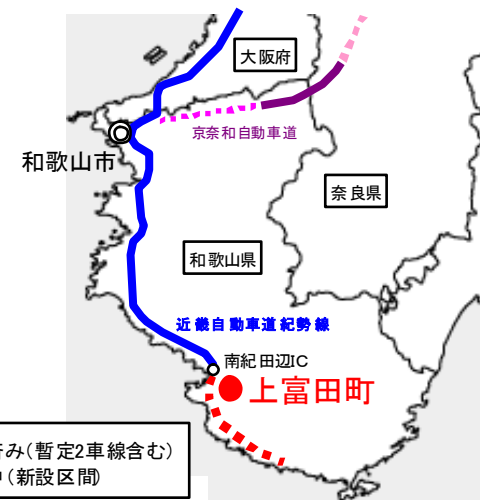 大阪府
京奈和自動車道
和歌山市
奈良県
和歌山県
近畿自動車道紀勢線
南紀田辺IC
上富田町
済み(暫定2車線含む)
中(新設区間)